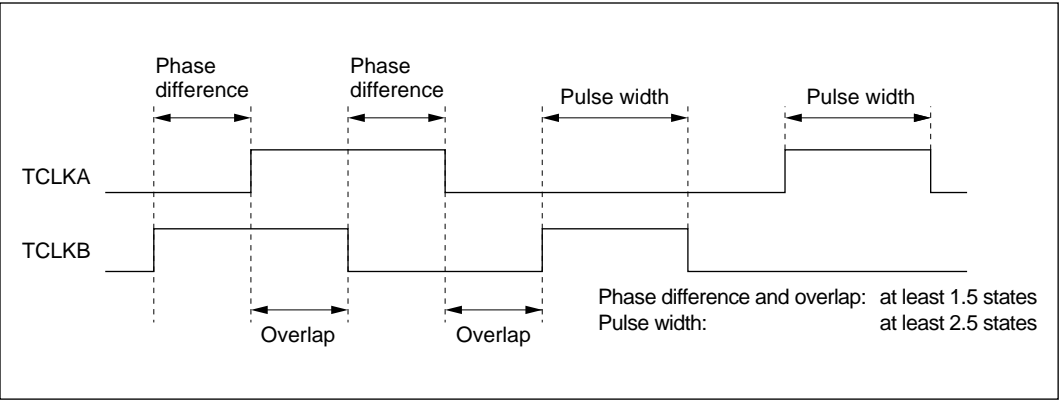 Phase
difference
Phase
difference
Pulse width
Pulse width
TCLKA
TCLKB
Overlap
Overlap
Phase difference and overlap: at least 1.5 states
Pulse width: at least 2.5 states